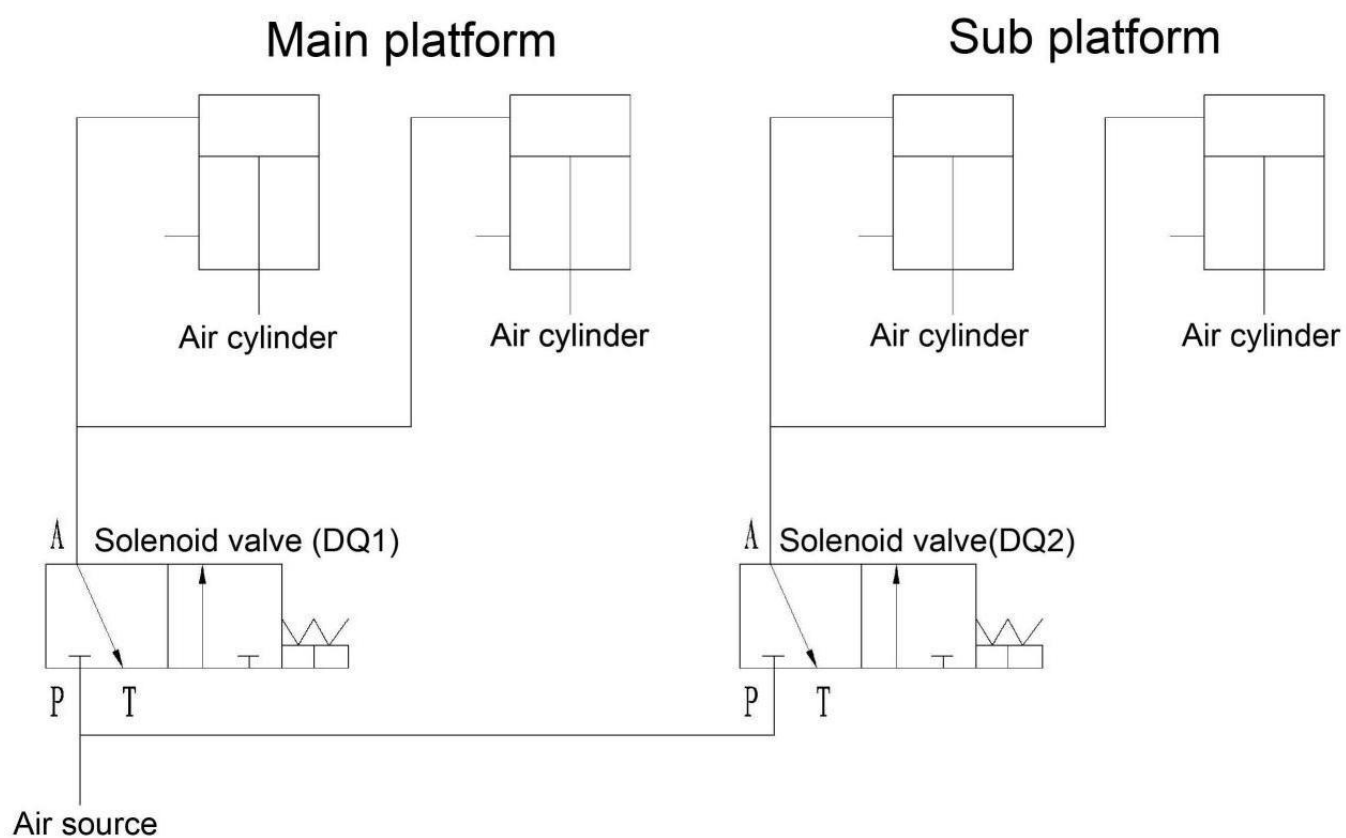 Main platform
Sub platform
Air cylinder
Air cylinder
Air cylinder
Air cylinder
A
Solenoid valve (DQ1)
A
Solenoid valve(DQ2)
P T
P T
Air source